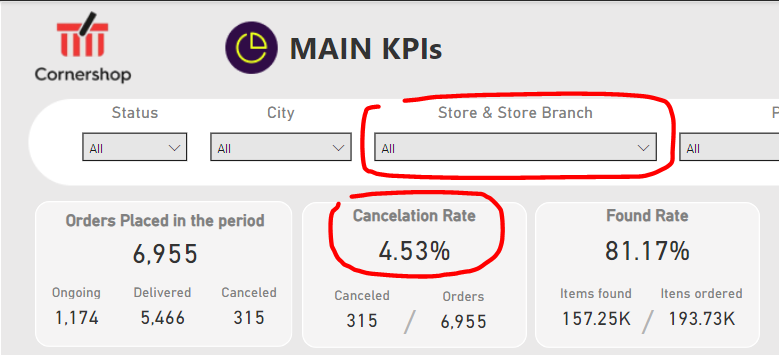 Cornershop
MAIN KPIs
Status
City
Store & Store Branch
P
All
All
All
All
Orders Placed in the period
6,955
Ongoing
Delivered
Canceled
1,174
5,466
315
Cancelation Rate
4.53%
Canceled
Orders
315 / 6,955
Found Rate
81.17%
Items found
Itens ordered
157.25K / 193.73K